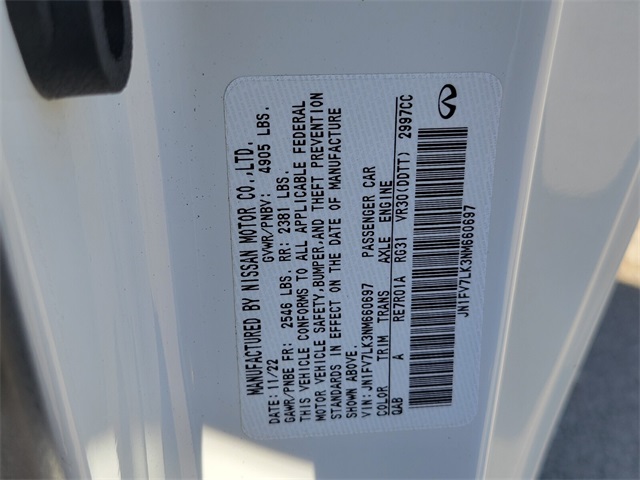 MANUFACTURED BY NISSAN MOTOR CO.,LTD.
DATE: 11/22 GVWR/PNBV: 4905 LBS.
GAWR/PNBE FR: 2546 LBS. RR: 2381 LBS.
THIS VEHICLE CONFORMS TO ALL APPLICABLE FEDERAL
MOTOR VEHICLE SAFETY,BUMPER,AND THEFT PREVENTION
STANDARDS IN EFFECT ON THE DATE OF MANUFACTURE
SHOWN ABOVE.
VIN: JN1FV7LK3NM660697 PASSENGER CAR
COLOR TRIM TRANS AXLE ENGINE
QAB A RE7R01A RG31 VR30(DDTT) 2997CC
JN1FV7LK3NM660697